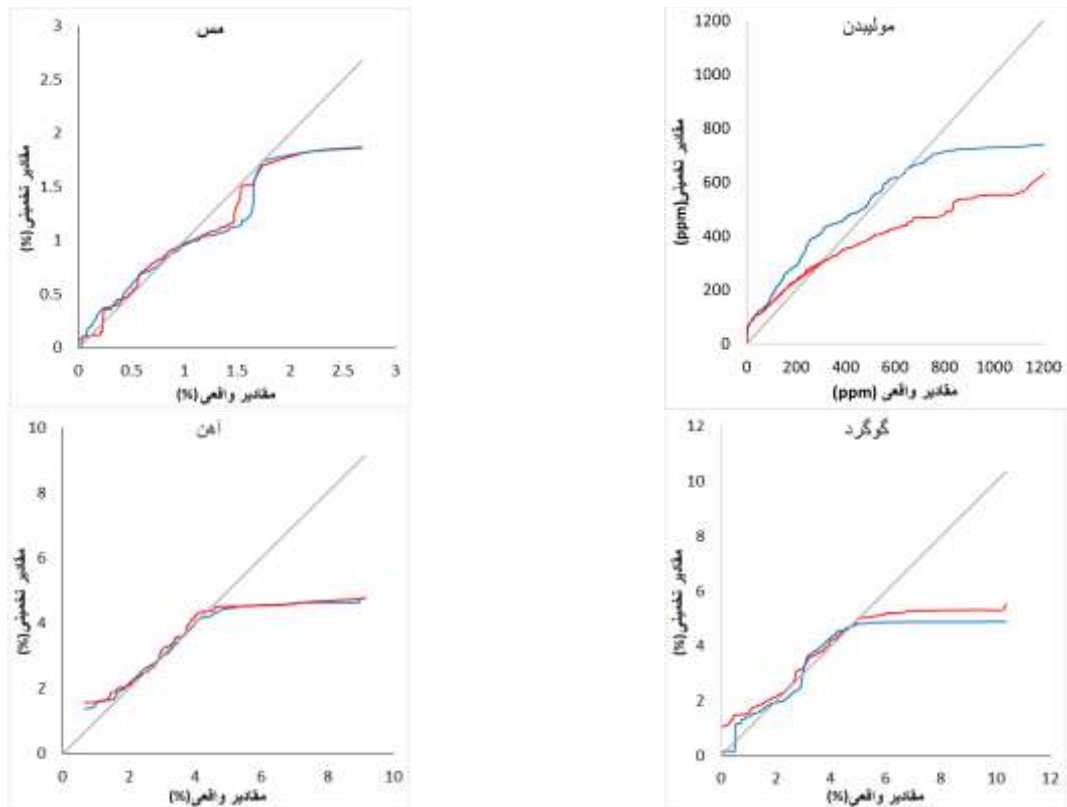 مس
3
2.5
2
1.5
1
0.5
0
مقادیر تخمینی (%)
0 0.5 1 1.5 2 2.5 3
مقادیر واقعی (%)
مولیبدن
1200
1000
800
600
400
200
0
مقادیر تخمینی (ppm)
0 200 400 600 800 1000 1200
مقادیر واقعی (ppm)
آهن
10
8
6
4
2
0
مقادیر تخمینی (%)
0 2 4 6 8 10
مقادیر واقعی (%)
گوگرد
12
10
8
6
4
2
0
مقادیر تخمینی (%)
0 2 4 6 8 10 12
مقادیر واقعی (%)